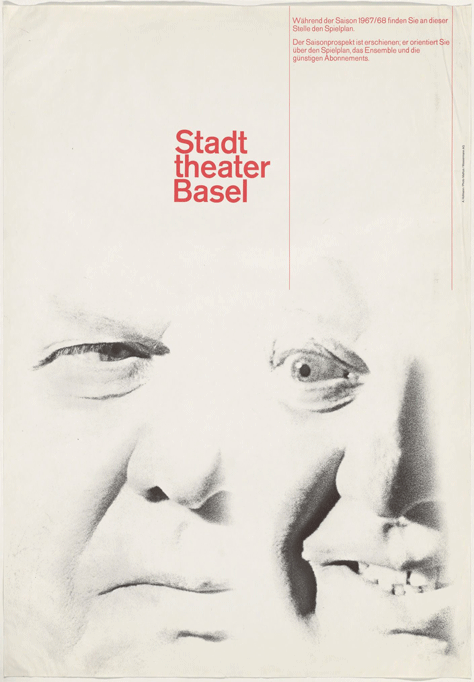 Während der Saison 1967/68 finden Sie an dieser
Stelle den Spielplan.
Der Saisonprospekt ist erschienen; er orientiert Sie
über den Spielplan, das Ensemble und die
günstigen Abonnements.
Stadt
theater
Basel